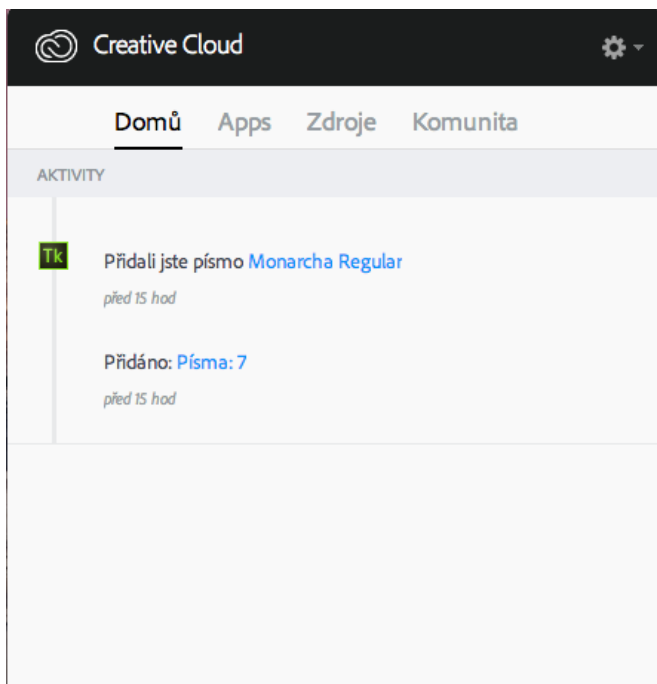 Creative Cloud
Domů Apps Zdroje Komunita
AKTIVITY
Tk
Přidali jste písmo Monarcha Regular
před 15 hod
Přidáno: Písma: 7
před 15 hod